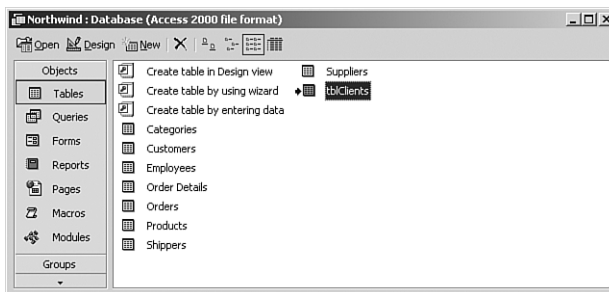 Northwind : Database (Access 2000 file format)
Open Design New
Objects
Tables
Queries
Forms
Reports
Pages
Macros
Modules
Groups
Create table in Design view
Create table by using wizard
Create table by entering data
Categories
Customers
Employees
Order Details
Orders
Products
Shippers
Suppliers
tblClients